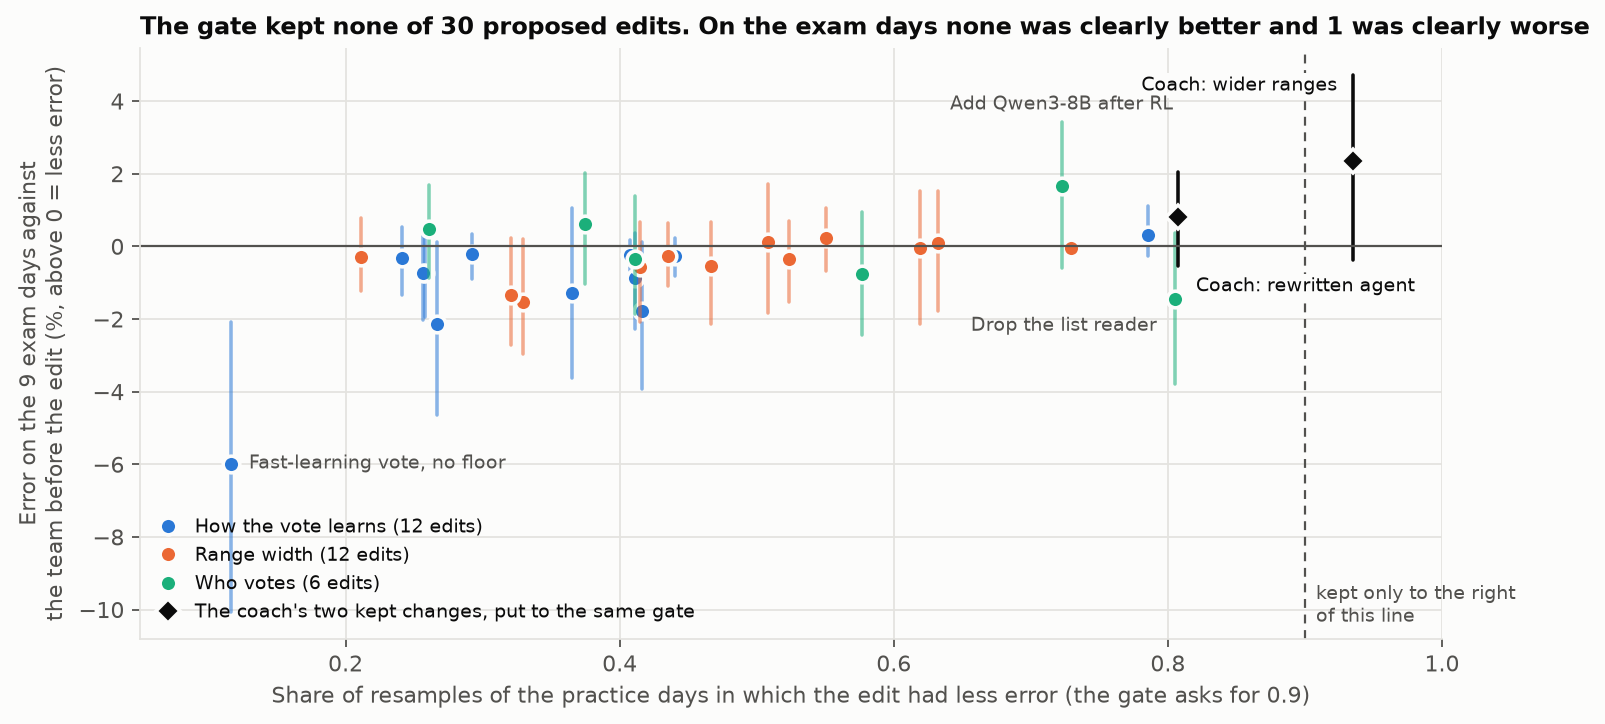 The gate kept none of 30 proposed edits. On the exam days none was clearly better and 1 was clearly worse
Error on the 9 exam days against
the team before the edit (%, above 0 = less error)
4
2
0
−2
−4
−6
−8
−10
Coach: wider ranges
Add Qwen3-8B after RL
Coach: rewritten agent
Drop the list reader
Fast-learning vote, no floor
How the vote learns (12 edits)
Range width (12 edits)
Who votes (6 edits)
The coach's two kept changes, put to the same gate
kept only to the right
of this line
0.2
0.4
0.6
0.8
1.0
Share of resamples of the practice days in which the edit had less error (the gate asks for 0.9)